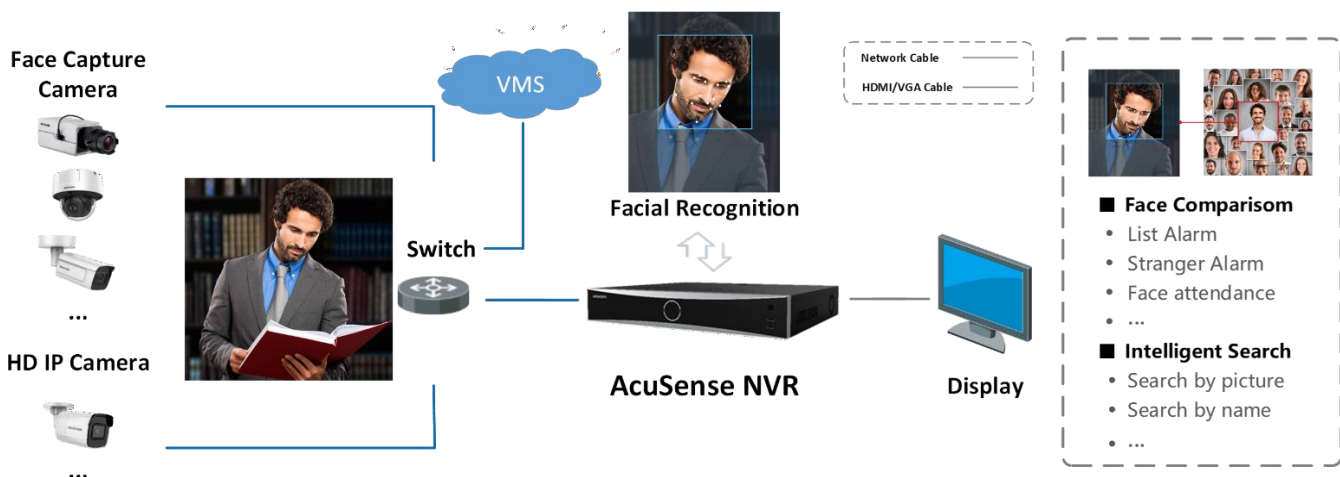 Face Capture
Camera
...
HD IP Camera
...
VMS
Switch
Facial Recognition
AcuSense NVR
Display
Network Cable
HDMI/VGA Cable
■ Face Comparisom
• List Alarm
• Stranger Alarm
• Face attendance
• ...
■ Intelligent Search
• Search by picture
• Search by name
• ...